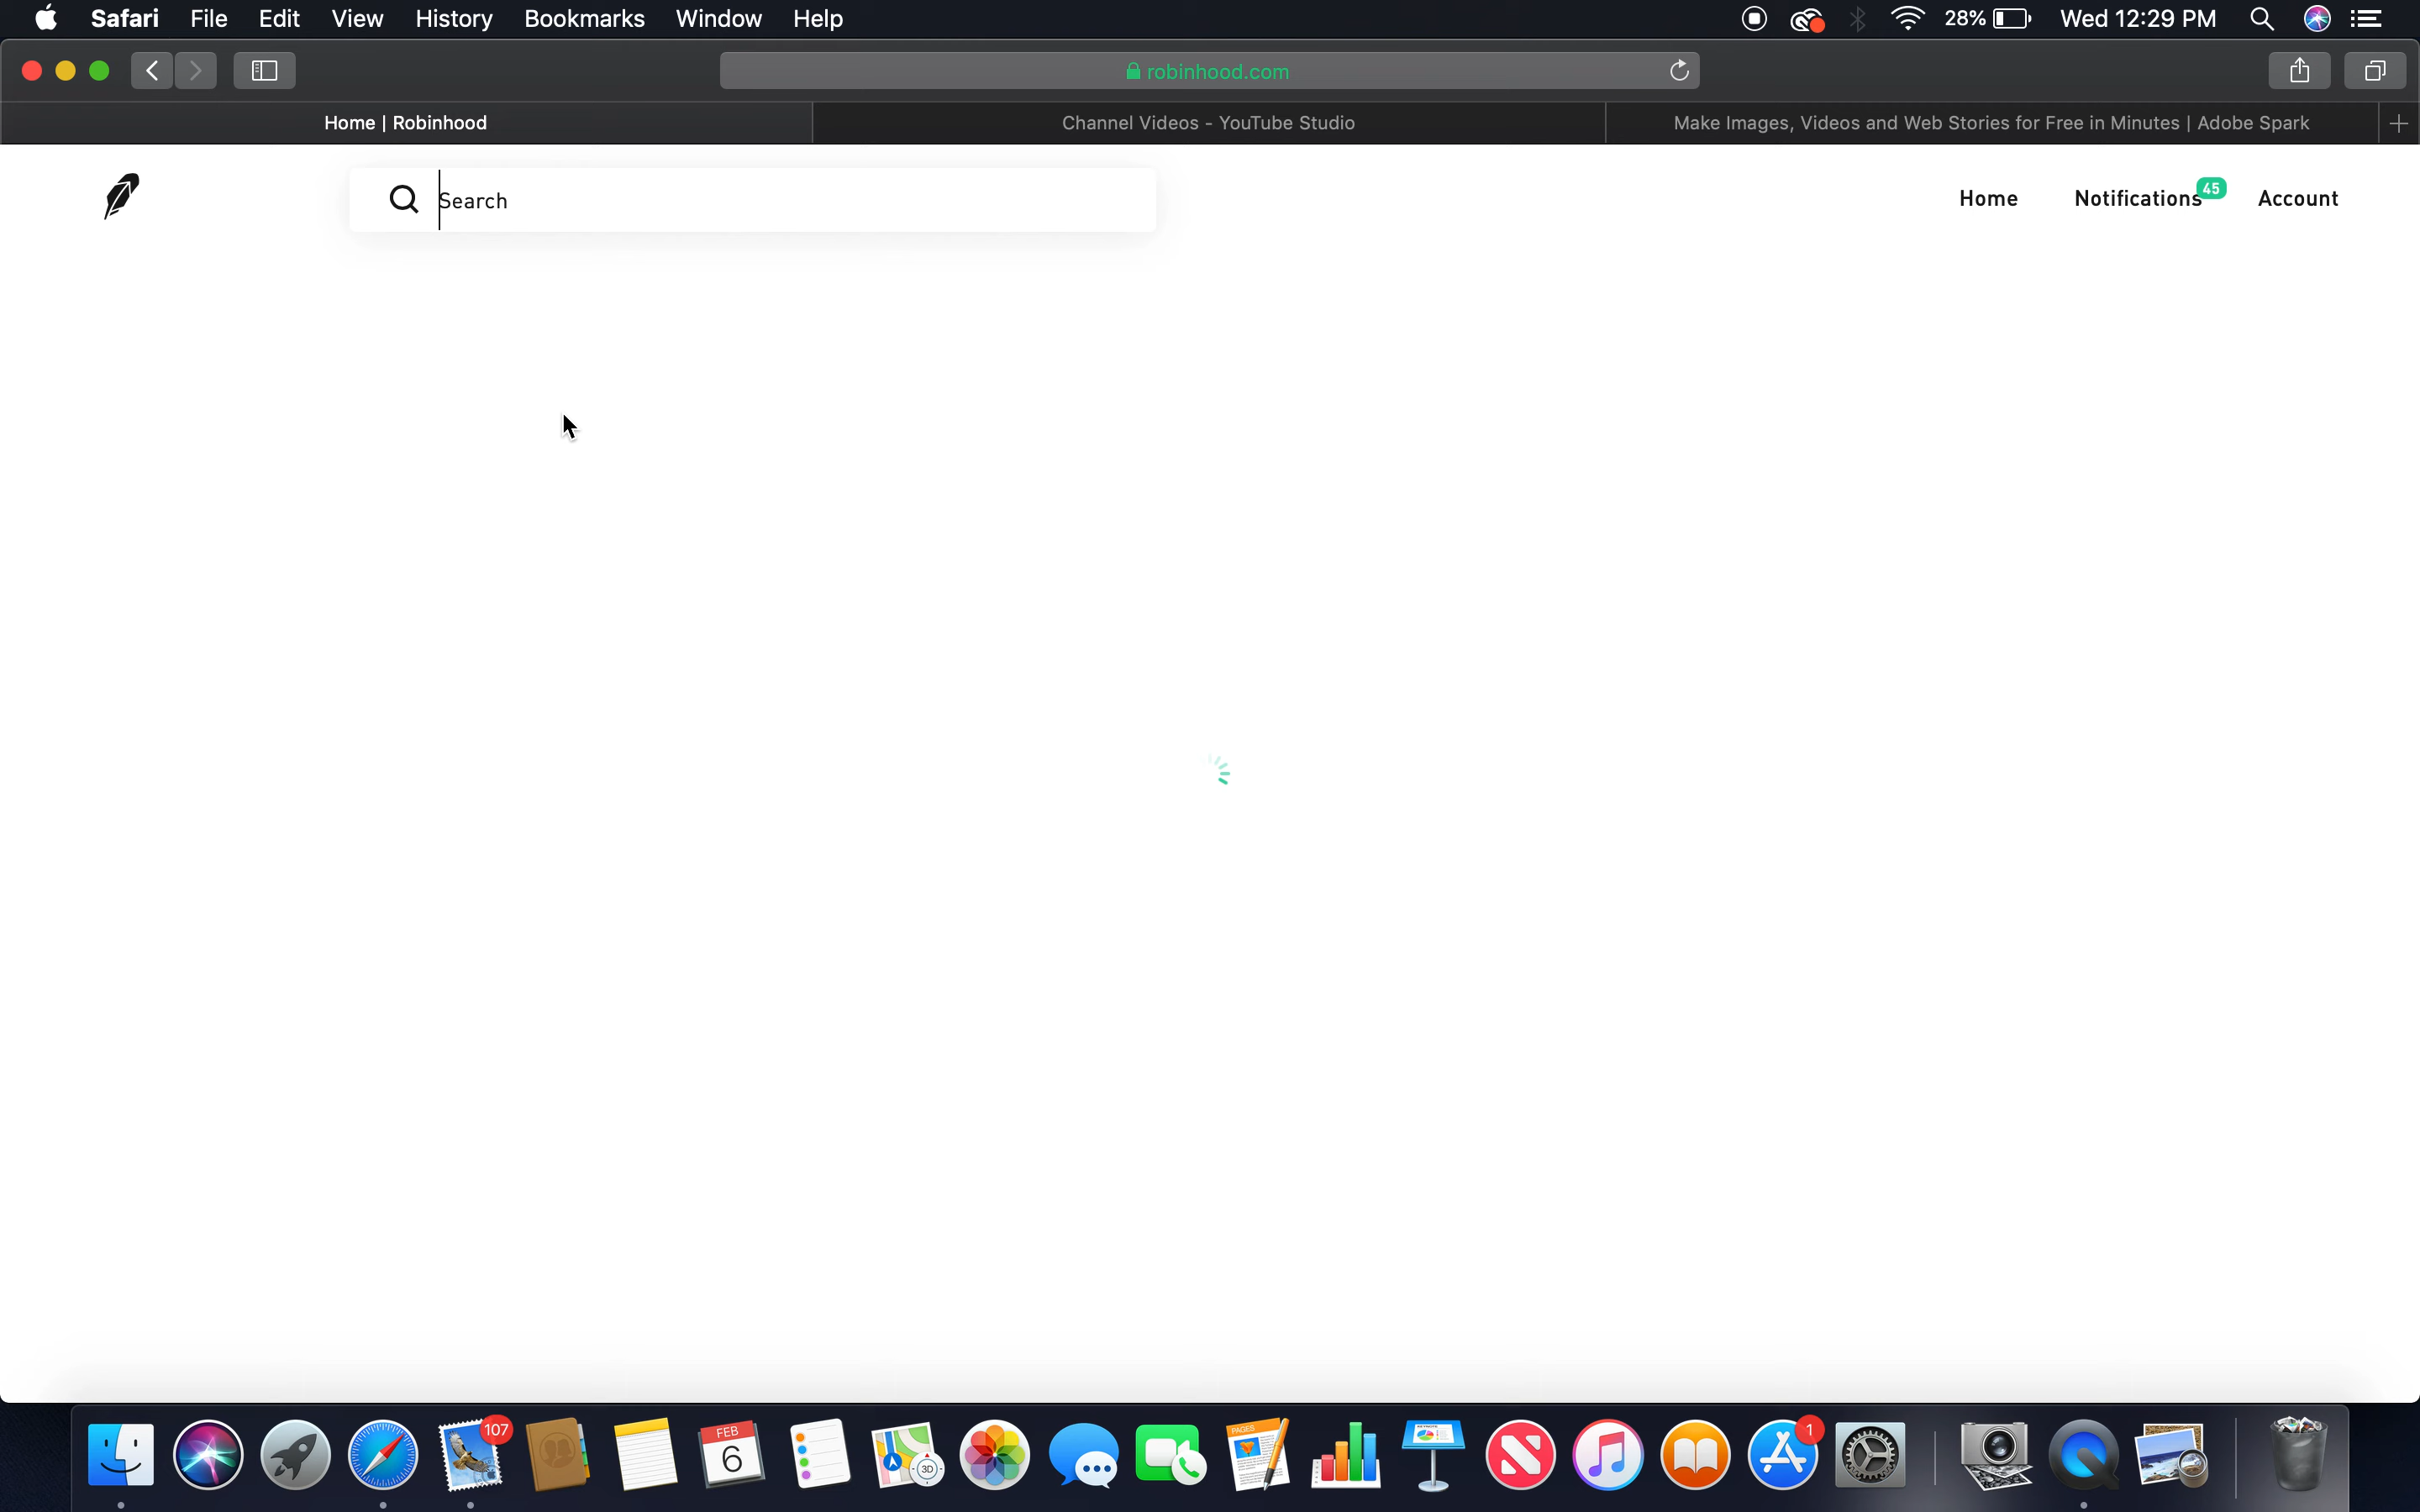 Safari File Edit View History Bookmarks Window Help 28% Wed 12:29 PM
robinhood.com
Home | Robinhood Channel Videos - YouTube Studio Make Images, Videos and Web Stories for Free in Minutes | Adobe Spark
Search Home Notifications 45 Account
107 FEB 6 3D PAGES 1